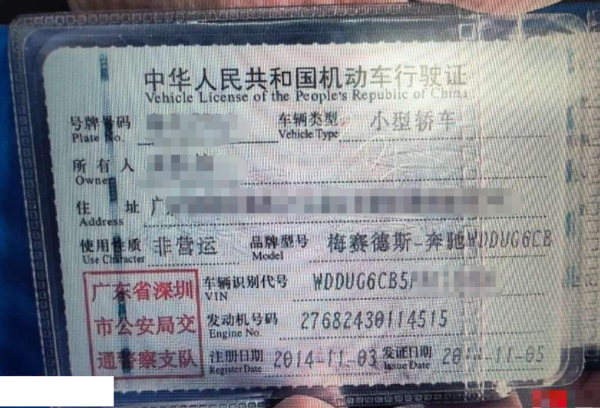 中华人民共和国机动车行驶证
Vehicle License of the People's Republic of China
号牌号码 车辆类型 小型轿车
Plate No. Vehicle Type
所有人
Owner
住址 广
Address
使用性质 非营运 品牌型号 梅赛德斯-奔驰WDDUG6CB
Use Character Model
广东省深圳 车辆识别代号 WDDUG6CB5
VIN
市公安局交 发动机号码 27682430114515
Engine No.
通警察支队 注册日期 2014-11-03 发证日期 2014-11-05
Register Date Issue Date